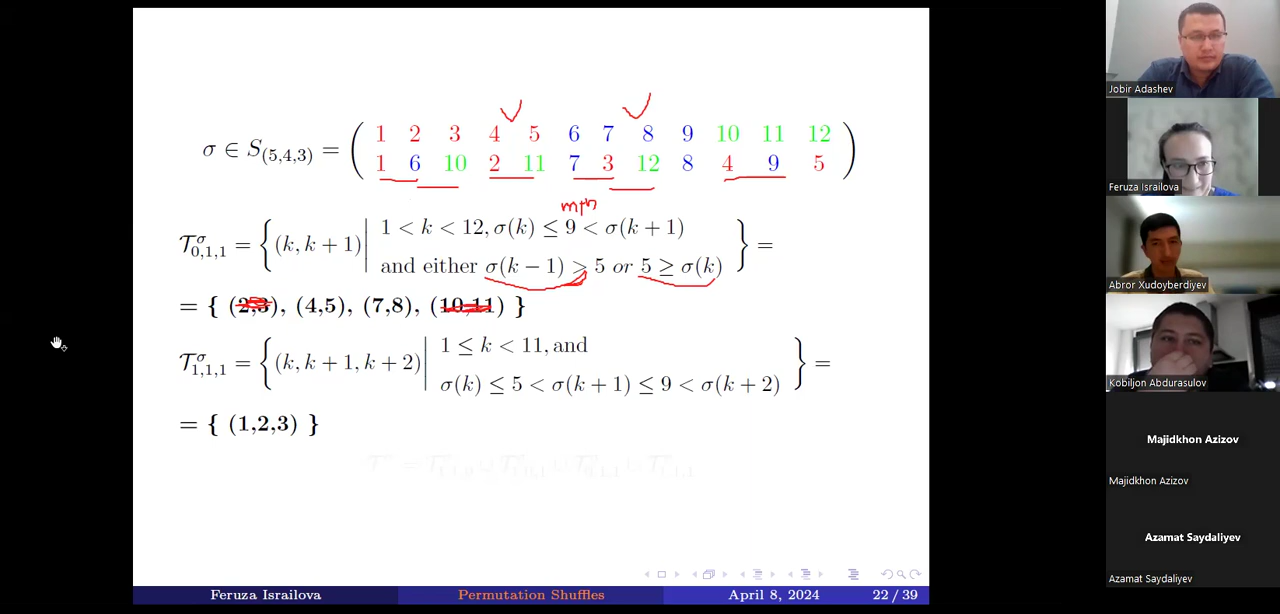 σ ∈ S(5,4,3) = ( 1 2 3 4 5 6 7 8 9 10 11 12
1 6 10 2 11 7 3 12 8 4 9 5 )
m+n
𝒯^σ_{0,1,1} = { (k, k + 1) | 1 < k < 12, σ(k) ≤ 9 < σ(k + 1)
and either σ(k − 1) > 5 or 5 ≥ σ(k) } =
= { (2,3), (4,5), (7,8), (10,11) }
𝒯^σ_{1,1,1} = { (k, k + 1, k + 2) | 1 ≤ k < 11, and
σ(k) ≤ 5 < σ(k + 1) ≤ 9 < σ(k + 2) } =
= { (1,2,3) }
Feruza Israilova Permutation Shuffles April 8, 2024 22 / 39
Jobir Adashev
Feruza Israilova
Abror Xudoyberdiyev
Kobiljon Abdurasulov
Majidkhon Azizov
Majidkhon Azizov
Azamat Saydaliyev
Azamat Saydaliyev